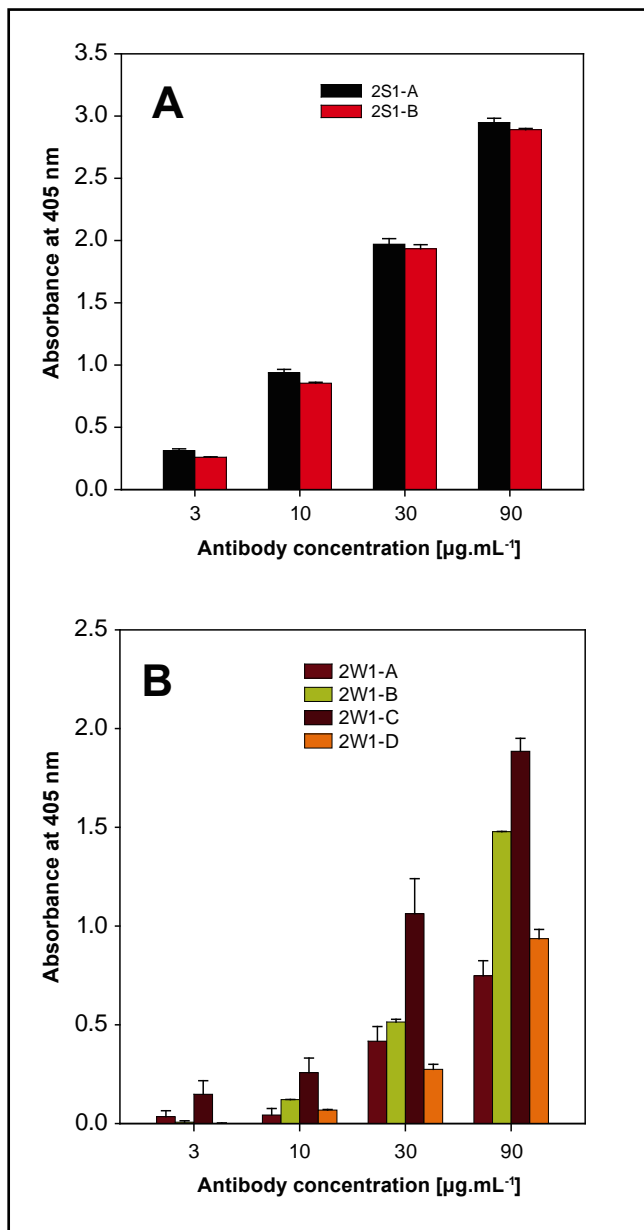 A
2S1-A
2S1-B
Absorbance at 405 nm
3.5
3.0
2.5
2.0
1.5
1.0
0.5
0.0
3 10 30 90
Antibody concentration [µg.mL-1]
B
2W1-A
2W1-B
2W1-C
2W1-D
Absorbance at 405 nm
2.5
2.0
1.5
1.0
0.5
0.0
3 10 30 90
Antibody concentration [µg.mL-1]